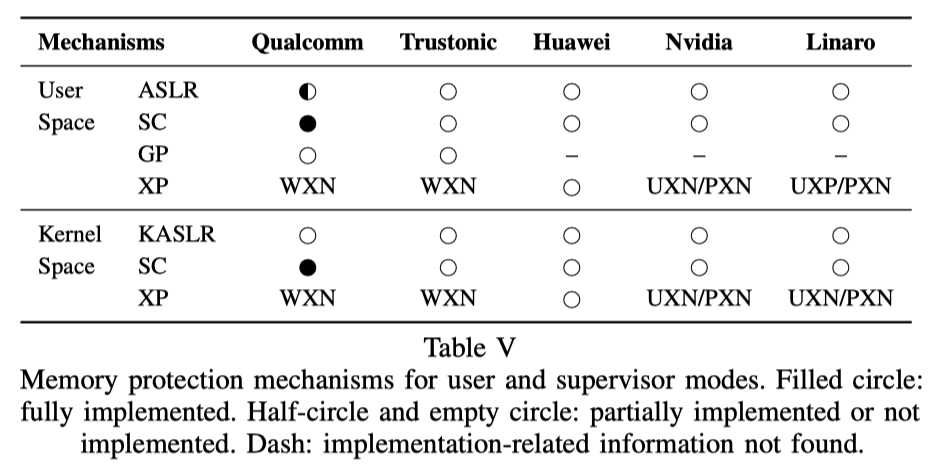 Mechanisms Qualcomm Trustonic Huawei Nvidia Linaro
User ASLR ◐ ○ ○ ○ ○
Space SC ● ○ ○ ○ ○
GP ○ ○ – – –
XP WXN WXN ○ UXN/PXN UXP/PXN
Kernel KASLR ○ ○ ○ ○ ○
Space SC ● ○ ○ ○ ○
XP WXN WXN ○ UXN/PXN UXN/PXN
Table V
Memory protection mechanisms for user and supervisor modes. Filled circle:
fully implemented. Half-circle and empty circle: partially implemented or not
implemented. Dash: implementation-related information not found.